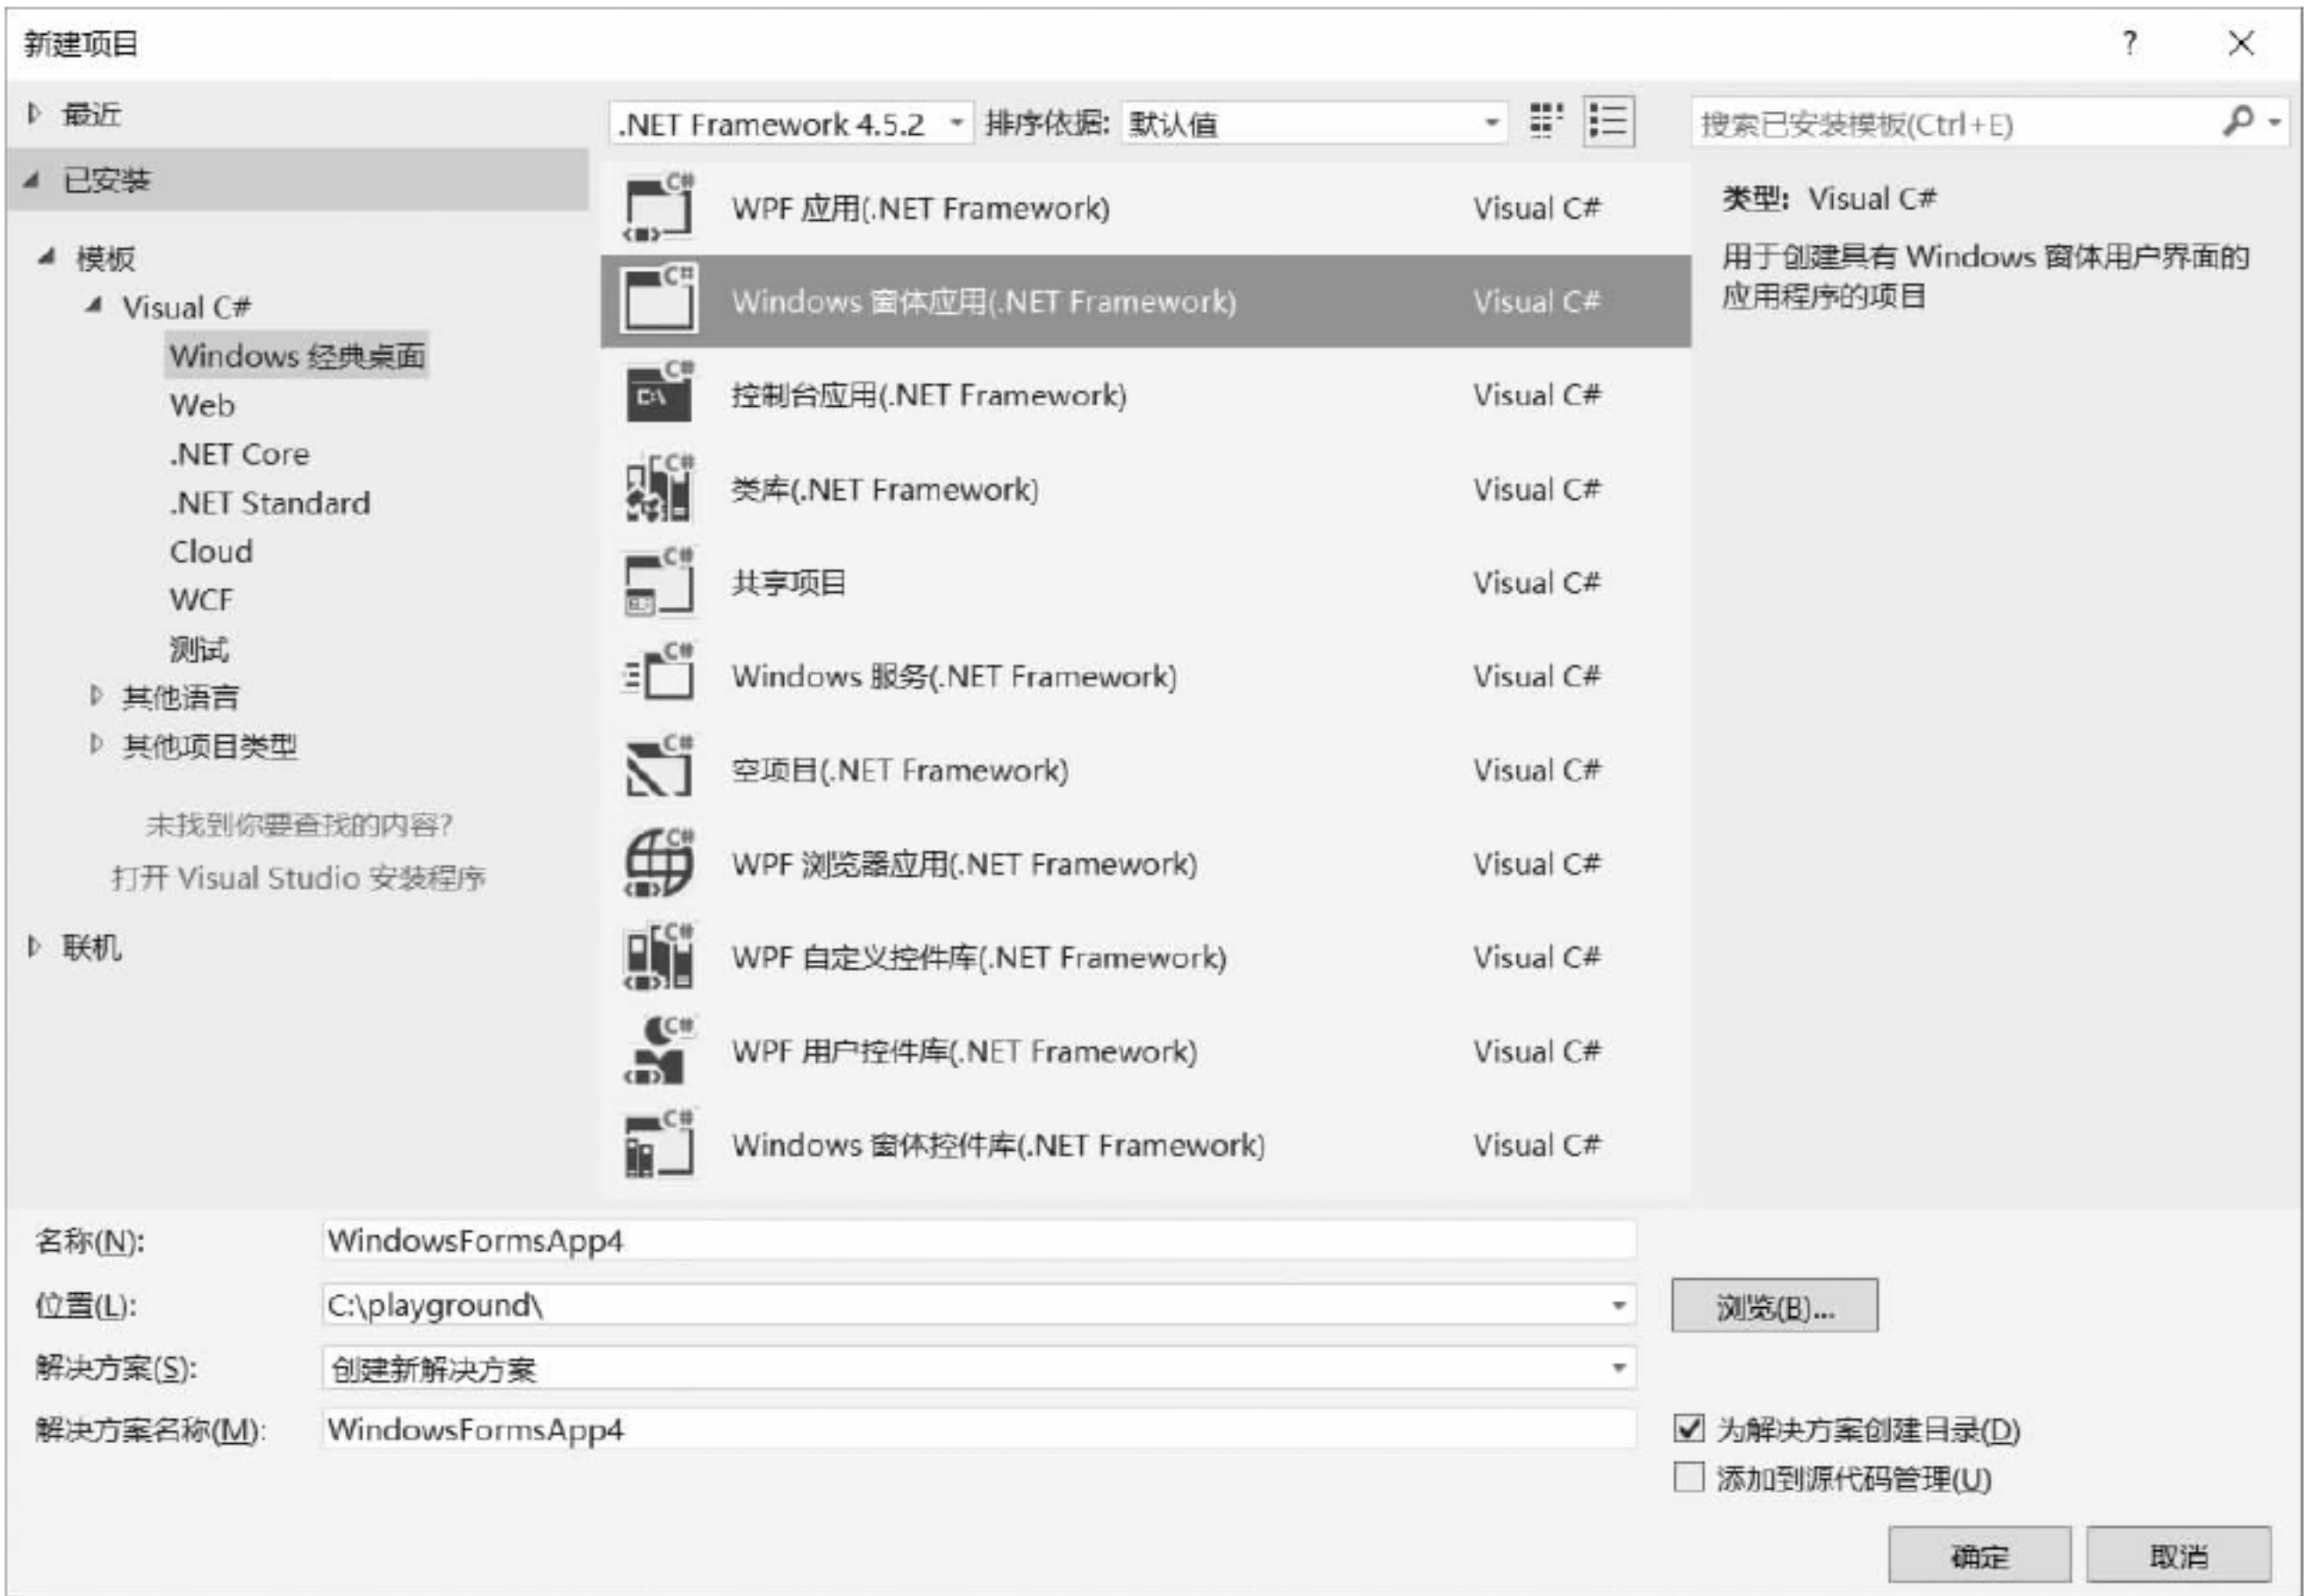 新建项目
? ×
最近
已安装
模板
Visual C#
Windows 经典桌面
Web
.NET Core
.NET Standard
Cloud
WCF
测试
其他语言
其他项目类型
未找到你要查找的内容?
打开 Visual Studio 安装程序
联机
.NET Framework 4.5.2 排序依据: 默认值
WPF 应用(.NET Framework) Visual C#
Windows 窗体应用(.NET Framework) Visual C#
控制台应用(.NET Framework) Visual C#
类库(.NET Framework) Visual C#
共享项目 Visual C#
Windows 服务(.NET Framework) Visual C#
空项目(.NET Framework) Visual C#
WPF 浏览器应用(.NET Framework) Visual C#
WPF 自定义控件库(.NET Framework) Visual C#
WPF 用户控件库(.NET Framework) Visual C#
Windows 窗体控件库(.NET Framework) Visual C#
搜索已安装模板(Ctrl+E)
类型: Visual C#
用于创建具有 Windows 窗体用户界面的
应用程序的项目
名称(N): WindowsFormsApp4
位置(L): C:\playground\ 浏览(B)...
解决方案(S): 创建新解决方案
解决方案名称(M): WindowsFormsApp4
为解决方案创建目录(D)
添加到源代码管理(U)
确定 取消